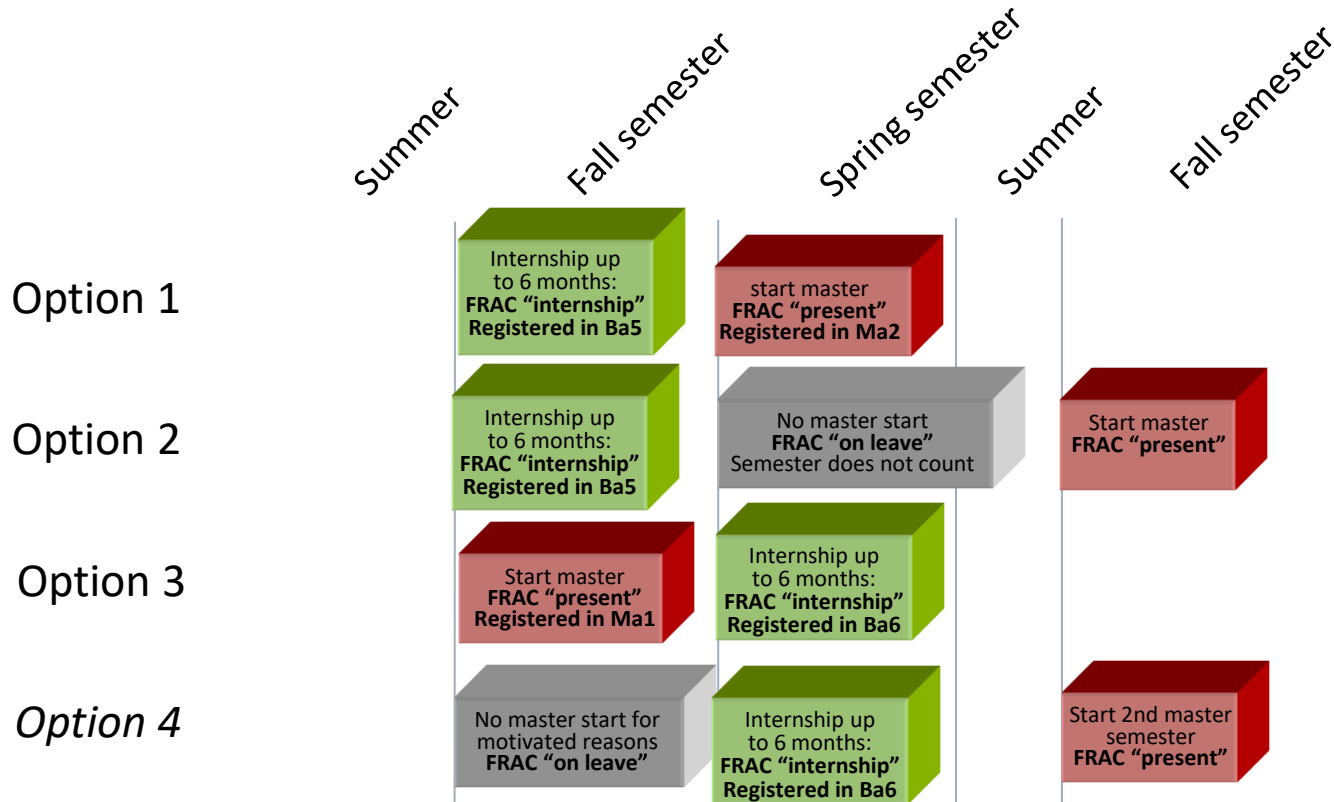 Summer
Fall semester
Spring semester
Summer
Fall semester
Option 1
Internship up
to 6 months:
FRAC “internship”
Registered in Ba5
start master
FRAC “present”
Registered in Ma2
Option 2
Internship up
to 6 months:
FRAC “internship”
Registered in Ba5
No master start
FRAC “on leave”
Semester does not count
Start master
FRAC “present”
Option 3
Start master
FRAC “present”
Registered in Ma1
Internship up
to 6 months:
FRAC “internship”
Registered in Ba6
Option 4
No master start for
motivated reasons
FRAC “on leave”
Internship up
to 6 months:
FRAC “internship”
Registered in Ba6
Start 2nd master
semester
FRAC “present”